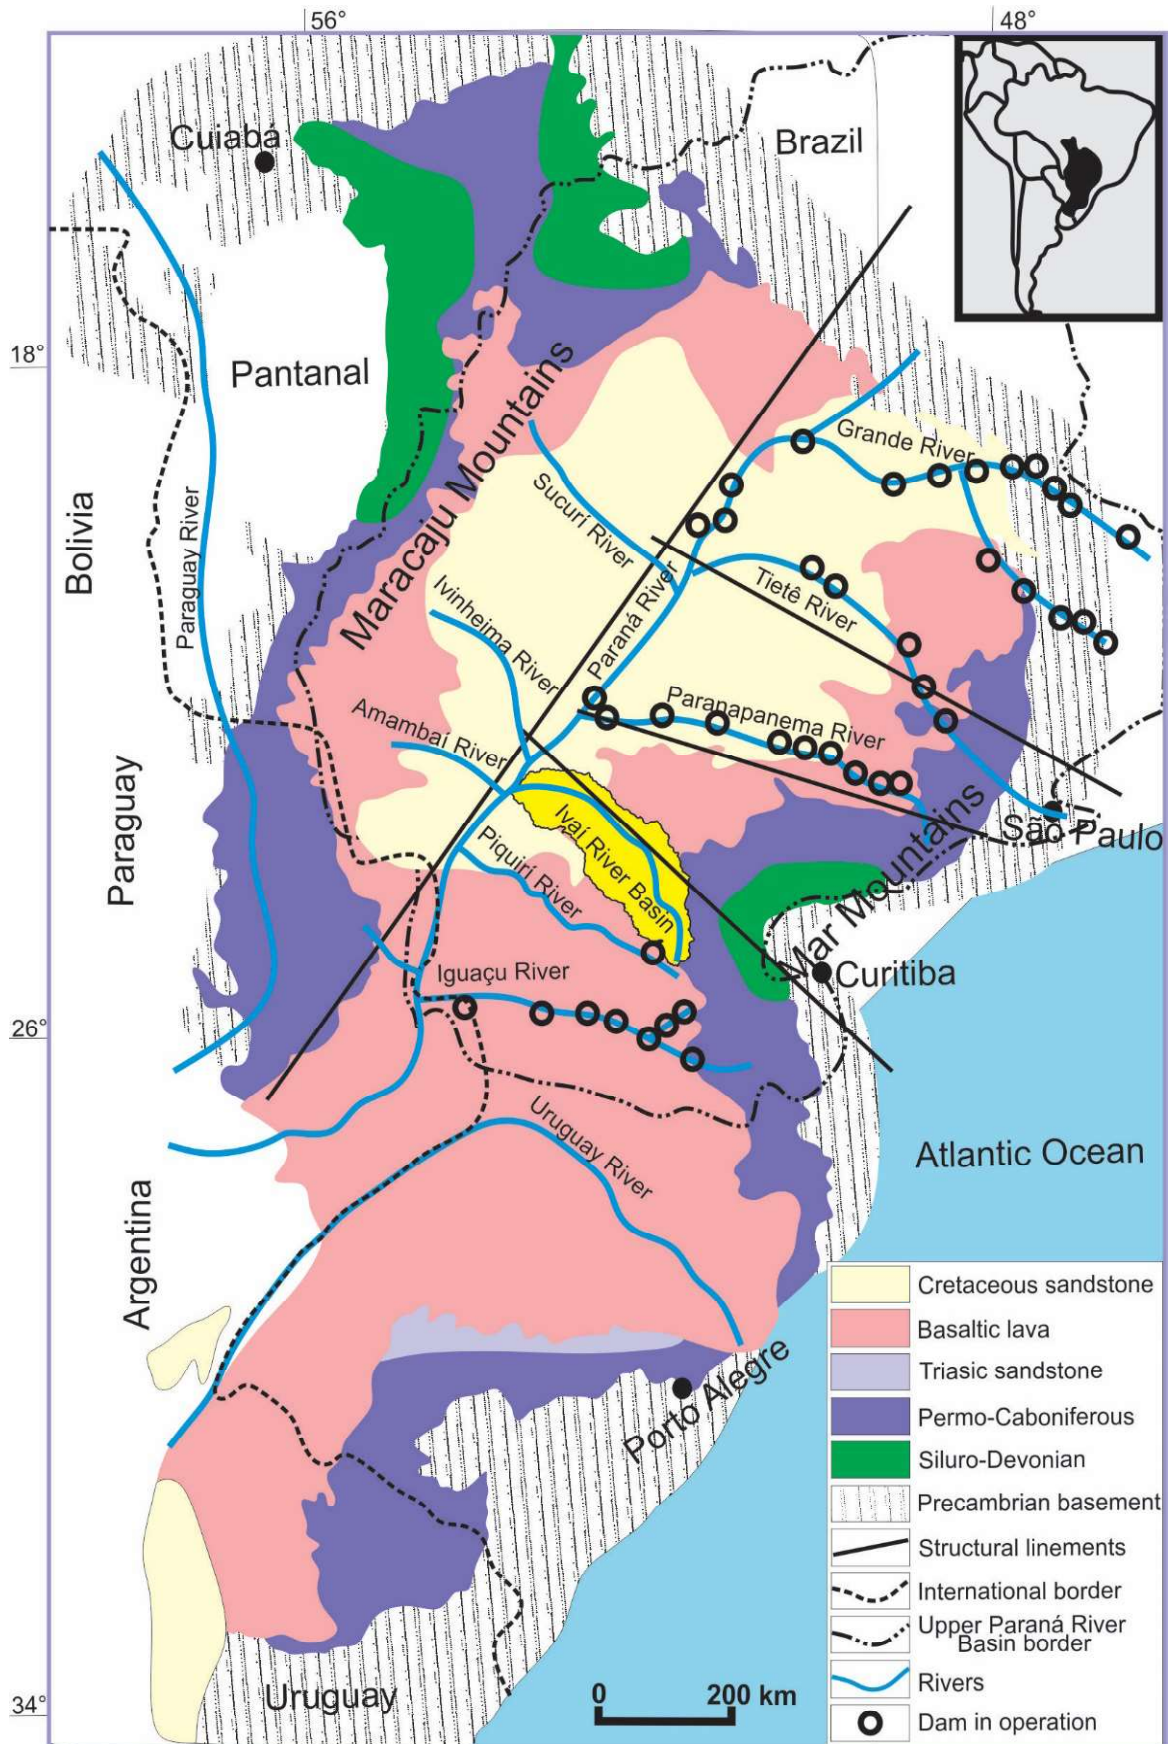 56°
48°
Cuiabá
Brazil
18°
Pantanal
Maracaju Mountains
Grande River
Bolivia
Paraguay River
Sucurí River
Paraná River
Tietê River
Ivinheima River
Paranapanema River
Amambaí River
São Paulo
Paraguay
Ivaí River Basin
Piquirí River
Mar Mountains
Curitiba
Iguaçu River
26°
Uruguay River
Atlantic Ocean
Argentina
Porto Alegre
Cretaceous sandstone
Basaltic lava
Triasic sandstone
Permo-Caboniferous
Siluro-Devonian
Precambrian basement
Structural linements
International border
Upper Paraná River
Basin border
Rivers
Dam in operation
0 200 km
34°
Uruguay